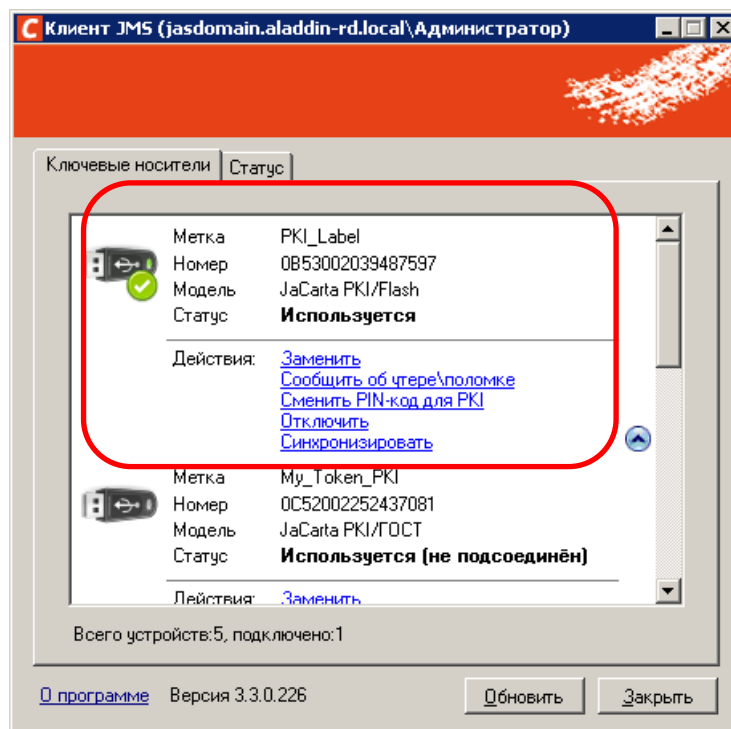 Клиент JMS (jasdomain.aladdin-rd.local\Администратор)
Ключевые носители Статус
Метка PKI_Label
Номер 0B53002039487597
Модель JaCarta PKI/Flash
Статус Используется
Действия: Заменить
Сообщить об утере\поломке
Сменить PIN-код для PKI
Отключить
Синхронизировать
Метка My_Token_PKI
Номер 0C52002252437081
Модель JaCarta PKI/ГОСТ
Статус Используется (не подсоединён)
Действия: Заменить
Всего устройств:5, подключено:1
О программе Версия 3.3.0.226 Обновить Закрыть